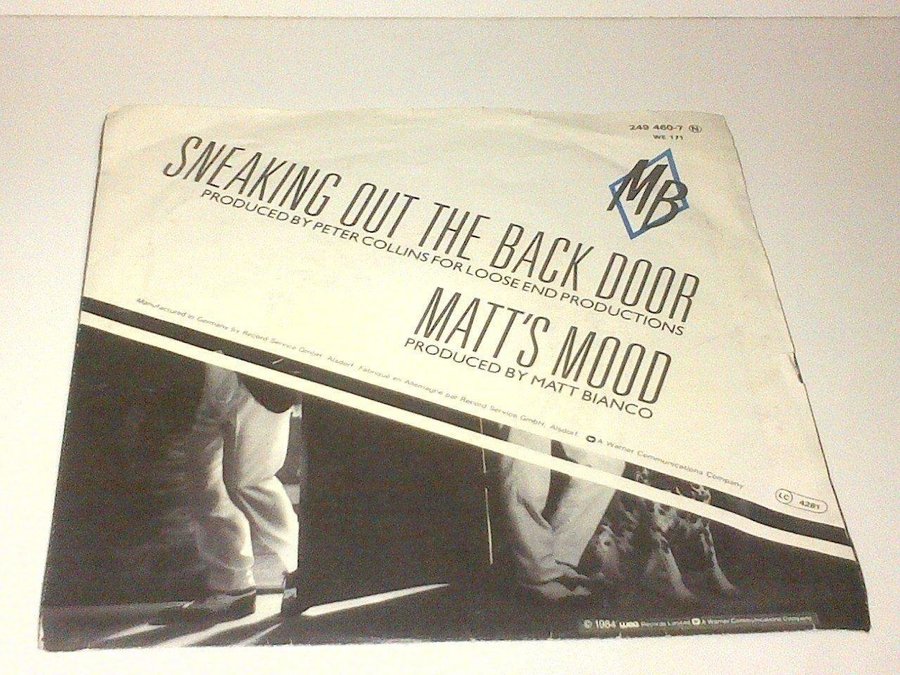 249 460-7 N
WE 171
MB
SNEAKING OUT THE BACK DOOR
PRODUCED BY PETER COLLINS FOR LOOSE END PRODUCTIONS
MATT'S MOOD
PRODUCED BY MATT BIANCO
Manufactured in Germany by Record Service GmbH, Alsdorf. Fabriqué en Allemagne par Record Service GmbH, Alsdorf. A Warner Communications Company
LC 4281
© 1984 wea Records Limited A Warner Communications Company